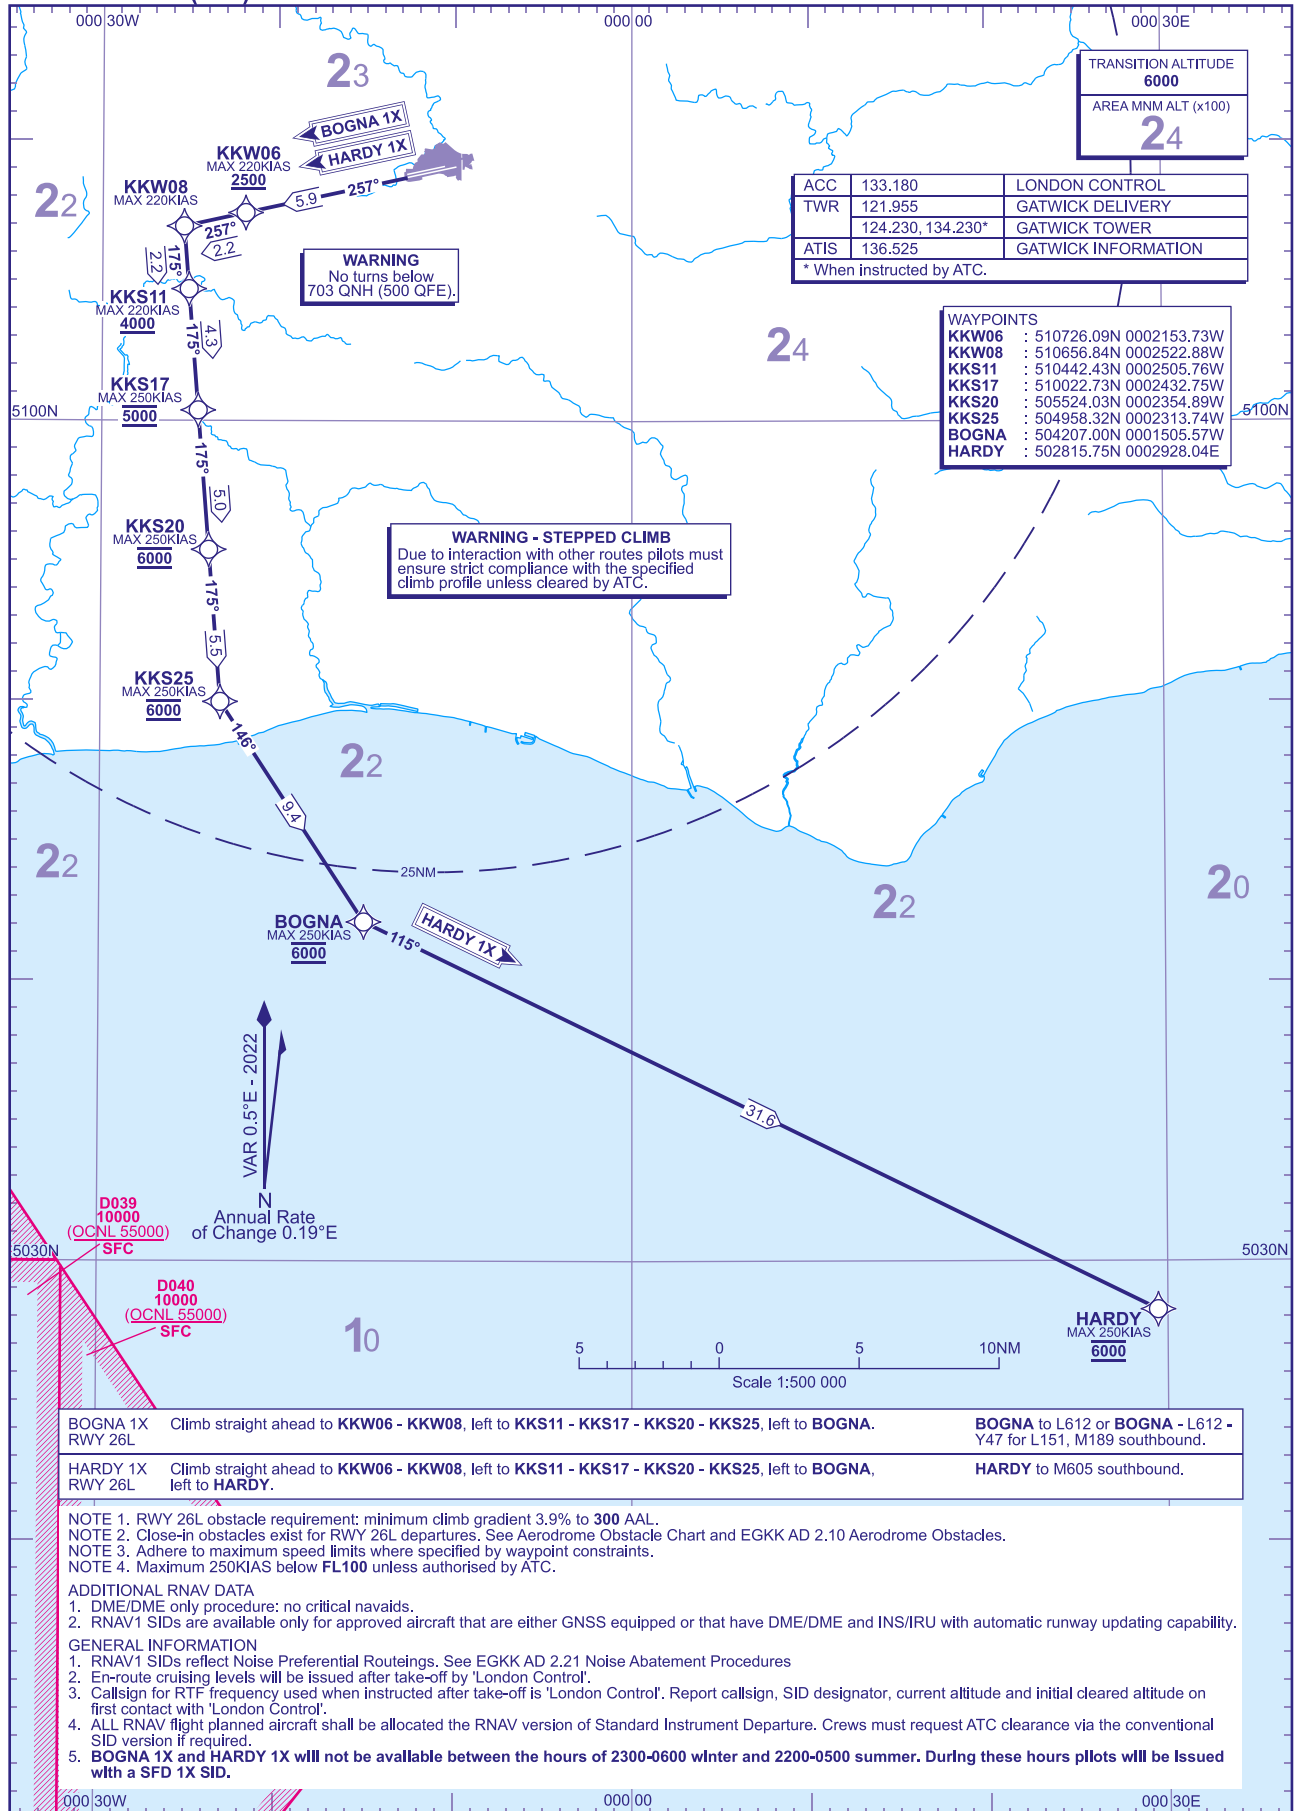 000 30W
000 00
000 30E
23
TRANSITION ALTITUDE
6000
AREA MNM ALT (x100)
24
BOGNA 1X
HARDY 1X
KKW06
MAX 220KIAS
2500
257°
5.9
KKW08
MAX 220KIAS
22
257°
2.2
ACC 133.180 LONDON CONTROL
TWR 121.955 GATWICK DELIVERY
124.230, 134.230* GATWICK TOWER
ATIS 136.525 GATWICK INFORMATION
* When instructed by ATC.
WARNING
No turns below
703 QNH (500 QFE).
175°
2.2
KKS11
MAX 220KIAS
4000
175°
4.3
24
WAYPOINTS
KKW06 : 510726.09N 0002153.73W
KKW08 : 510656.84N 0002522.88W
KKS11 : 510442.43N 0002505.76W
KKS17 : 510022.73N 0002432.75W
KKS20 : 505524.03N 0002354.89W
KKS25 : 504958.32N 0002313.74W
BOGNA : 504207.00N 0001505.57W
HARDY : 502815.75N 0002928.04E
KKS17
MAX 250KIAS
5000
5100N
5100N
175°
5.0
KKS20
MAX 250KIAS
6000
WARNING - STEPPED CLIMB
Due to interaction with other routes pilots must
ensure strict compliance with the specified
climb profile unless cleared by ATC.
175°
5.5
KKS25
MAX 250KIAS
6000
146°
22
9.4
22
25NM
20
22
BOGNA
MAX 250KIAS
6000
115°
HARDY 1X
VAR 0.5°E - 2022
N
Annual Rate
of Change 0.19°E
31.6
D039
10000
(OCNL 55000)
SFC
5030N
5030N
D040
10000
(OCNL 55000)
SFC
10
HARDY
MAX 250KIAS
6000
5 0 5 10NM
Scale 1:500 000
BOGNA 1X Climb straight ahead to KKW06 - KKW08, left to KKS11 - KKS17 - KKS20 - KKS25, left to BOGNA. BOGNA to L612 or BOGNA - L612 -
RWY 26L Y47 for L151, M189 southbound.
HARDY 1X Climb straight ahead to KKW06 - KKW08, left to KKS11 - KKS17 - KKS20 - KKS25, left to BOGNA, HARDY to M605 southbound.
RWY 26L left to HARDY.
NOTE 1. RWY 26L obstacle requirement: minimum climb gradient 3.9% to 300 AAL.
NOTE 2. Close-in obstacles exist for RWY 26L departures. See Aerodrome Obstacle Chart and EGKK AD 2.10 Aerodrome Obstacles.
NOTE 3. Adhere to maximum speed limits where specified by waypoint constraints.
NOTE 4. Maximum 250KIAS below FL100 unless authorised by ATC.
ADDITIONAL RNAV DATA
1. DME/DME only procedure: no critical navaids.
2. RNAV1 SIDs are available only for approved aircraft that are either GNSS equipped or that have DME/DME and INS/IRU with automatic runway updating capability.
GENERAL INFORMATION
1. RNAV1 SIDs reflect Noise Preferential Routeings. See EGKK AD 2.21 Noise Abatement Procedures
2. En-route cruising levels will be issued after take-off by 'London Control'.
3. Callsign for RTF frequency used when instructed after take-off is 'London Control'. Report callsign, SID designator, current altitude and initial cleared altitude on
first contact with 'London Control'.
4. ALL RNAV flight planned aircraft shall be allocated the RNAV version of Standard Instrument Departure. Crews must request ATC clearance via the conventional
SID version if required.
5. BOGNA 1X and HARDY 1X will not be available between the hours of 2300-0600 winter and 2200-0500 summer. During these hours pilots will be issued
with a SFD 1X SID.
000 30W
000 00
000 30E